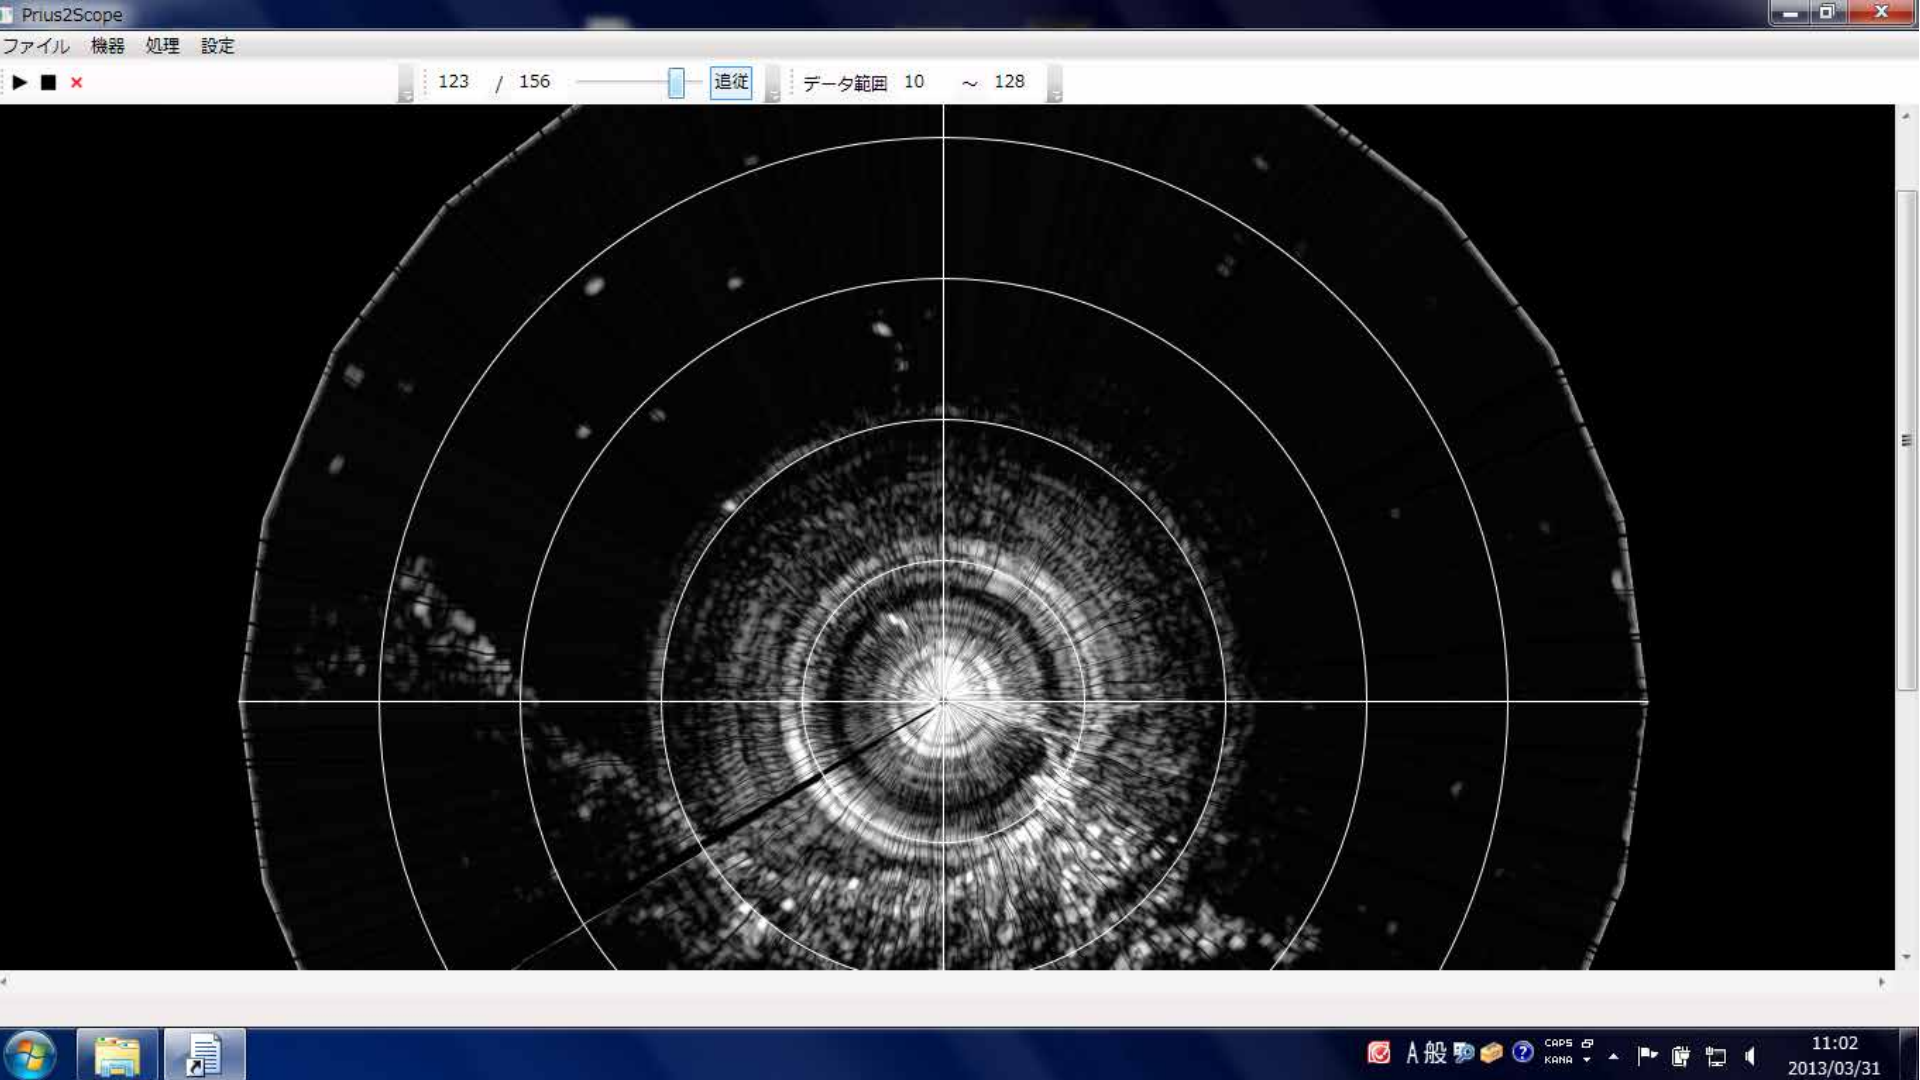 Prius2Scope
ファイル 機器 処理 設定
123 / 156 追従 データ範囲 10 ～ 128
A 般 CAPS
KANA
11:02
2013/03/31